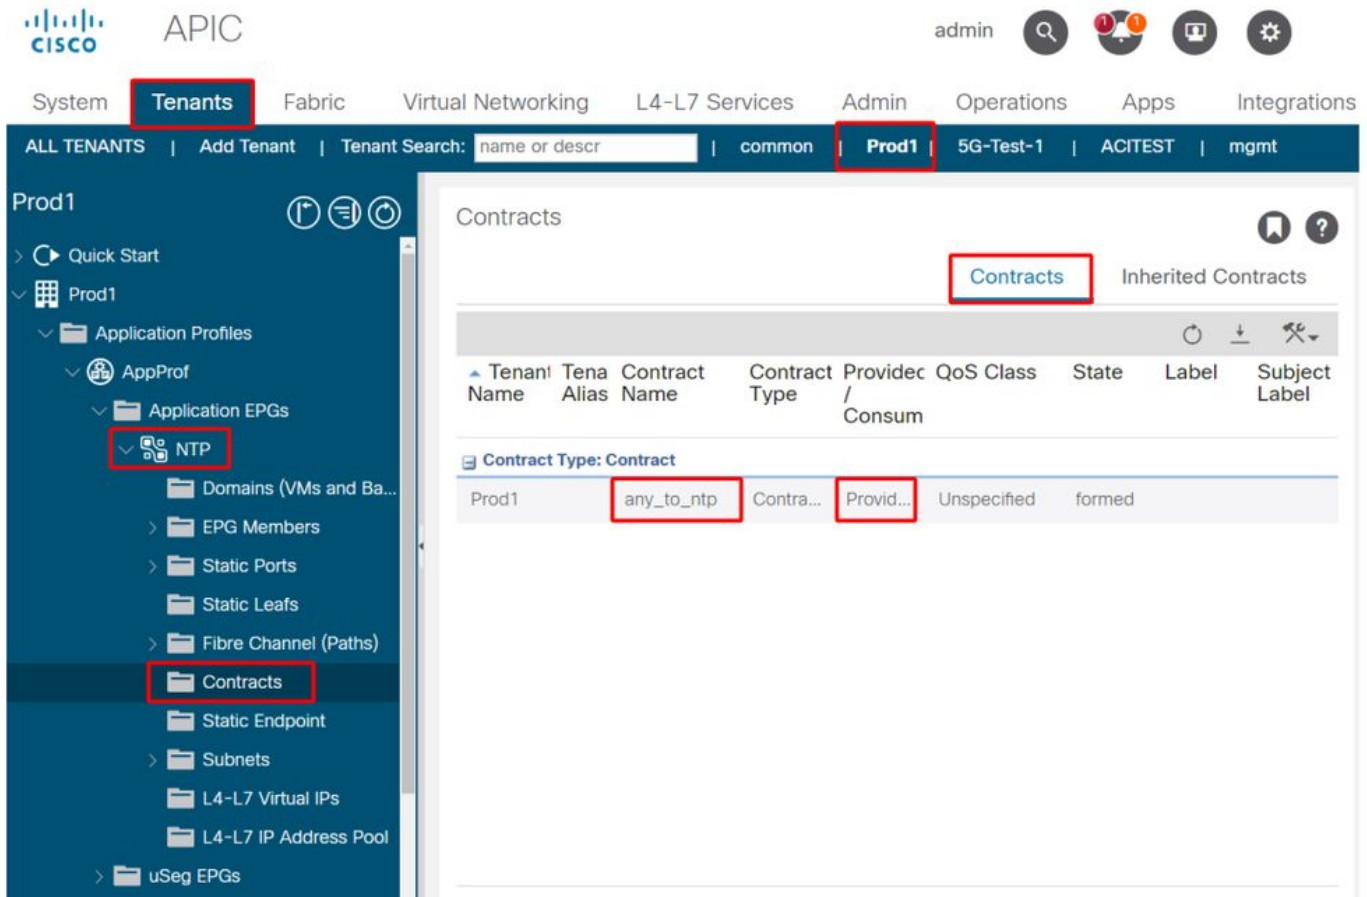 APIC
admin
1 1
CISCO
System Tenants Fabric Virtual Networking L4-L7 Services Admin Operations Apps Integrations
ALL TENANTS | Add Tenant | Tenant Search: name or descr | common | Prod1 | 5G-Test-1 | ACITEST | mgmt
Prod1
Quick Start
Prod1
Application Profiles
AppProf
Application EPGs
NTP
Domains (VMs and Ba...
EPG Members
Static Ports
Static Leafs
Fibre Channel (Paths)
Contracts
Static Endpoint
Subnets
L4-L7 Virtual IPs
L4-L7 IP Address Pool
uSeg EPGs
Contracts
Contracts Inherited Contracts
Tenant Tena Contract Contract Providec QoS Class State Label Subject
Name Alias Name Type / Label
Consum
Contract Type: Contract
Prod1 any_to_ntp Contra... Provid... Unspecified formed